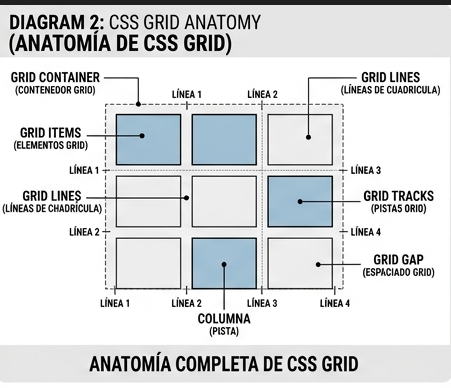 DIAGRAM 2: CSS GRID ANATOMY
(ANATOMÍA DE CSS GRID)
GRID CONTAINER
(CONTENEDOR GRIO)
LÍNEA 1
LÍNEA 2
GRID LINES
(LÍNEAS DE CUADRICULA)
GRID ITEMS
(ELEMENTOS GRID)
LÍNEA 1
LÍNEA 3
GRID LINES
(LÍNEAS DE CHADRÍCULA)
GRID TRACKS
(PISTA5 ORIO)
LÍNEA 2
LÍNEA 4
GRID GAP
(ESPACIADO GRID)
LÍNEA 1
LÍNEA 2
LÍNEA 3
LÍNEA 4
COLUMNA
(PISTA)
ANATOMÍA COMPLETA DE CSS GRID